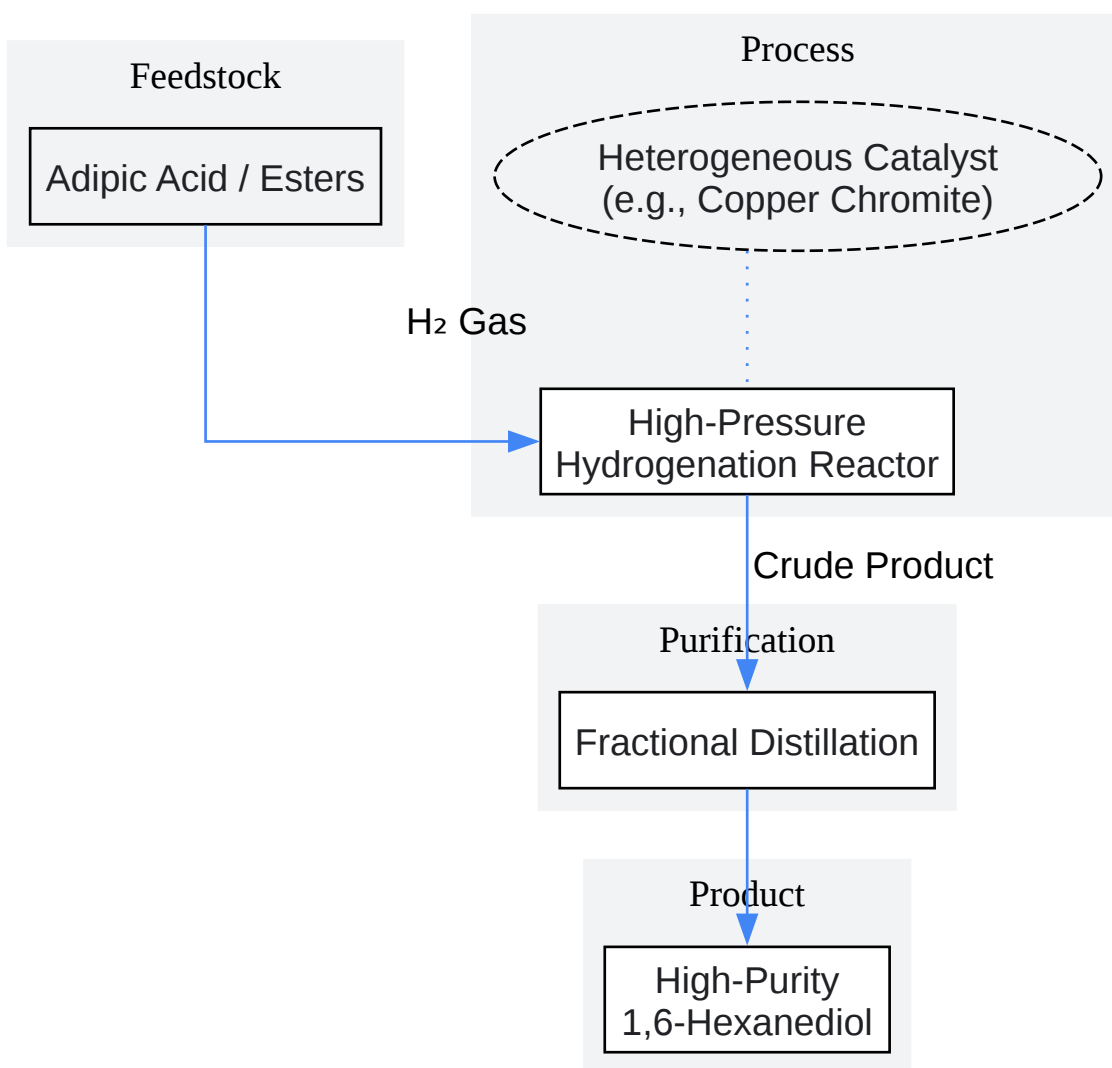 Feedstock
Adipic Acid / Esters
Process
Heterogeneous Catalyst
(e.g., Copper Chromite)
H₂ Gas
High-Pressure
Hydrogenation Reactor
Crude Product
Purification
Fractional Distillation
Product
High-Purity
1,6-Hexanediol